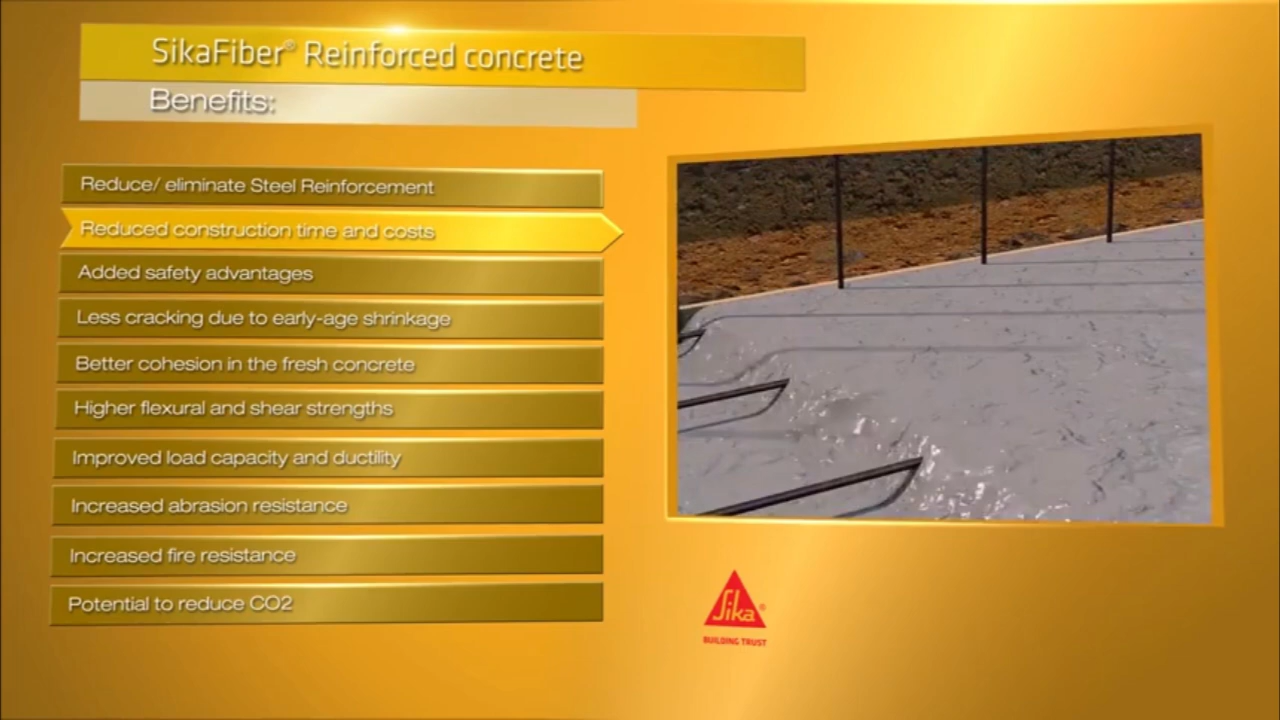 SikaFiber® Reinforced concrete
Benefits:
Reduce/ eliminate Steel Reinforcement
Reduced construction time and costs
Added safety advantages
Less cracking due to early-age shrinkage
Better cohesion in the fresh concrete
Higher flexural and shear strengths
Improved load capacity and ductility
Increased abrasion resistance
Increased fire resistance
Potential to reduce CO2
Sika®
BUILDING TRUST